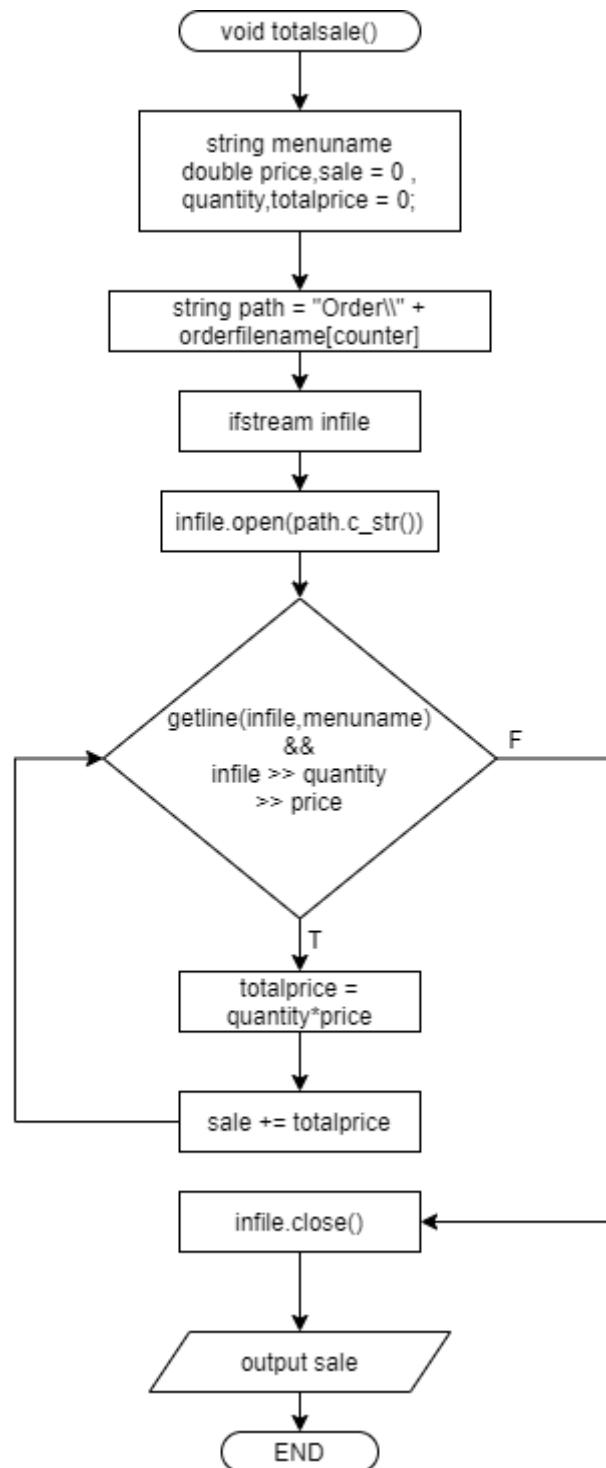 void totalsale()
string menuname
double price,sale = 0 ,
quantity,totalprice = 0;
string path = "Order\\" +
orderfilename[counter]
ifstream infile
infile.open(path.c_str())
getline(infile,menuname)
&&
infile >> quantity
>> price
F
T
totalprice =
quantity*price
sale += totalprice
infile.close()
output sale
END